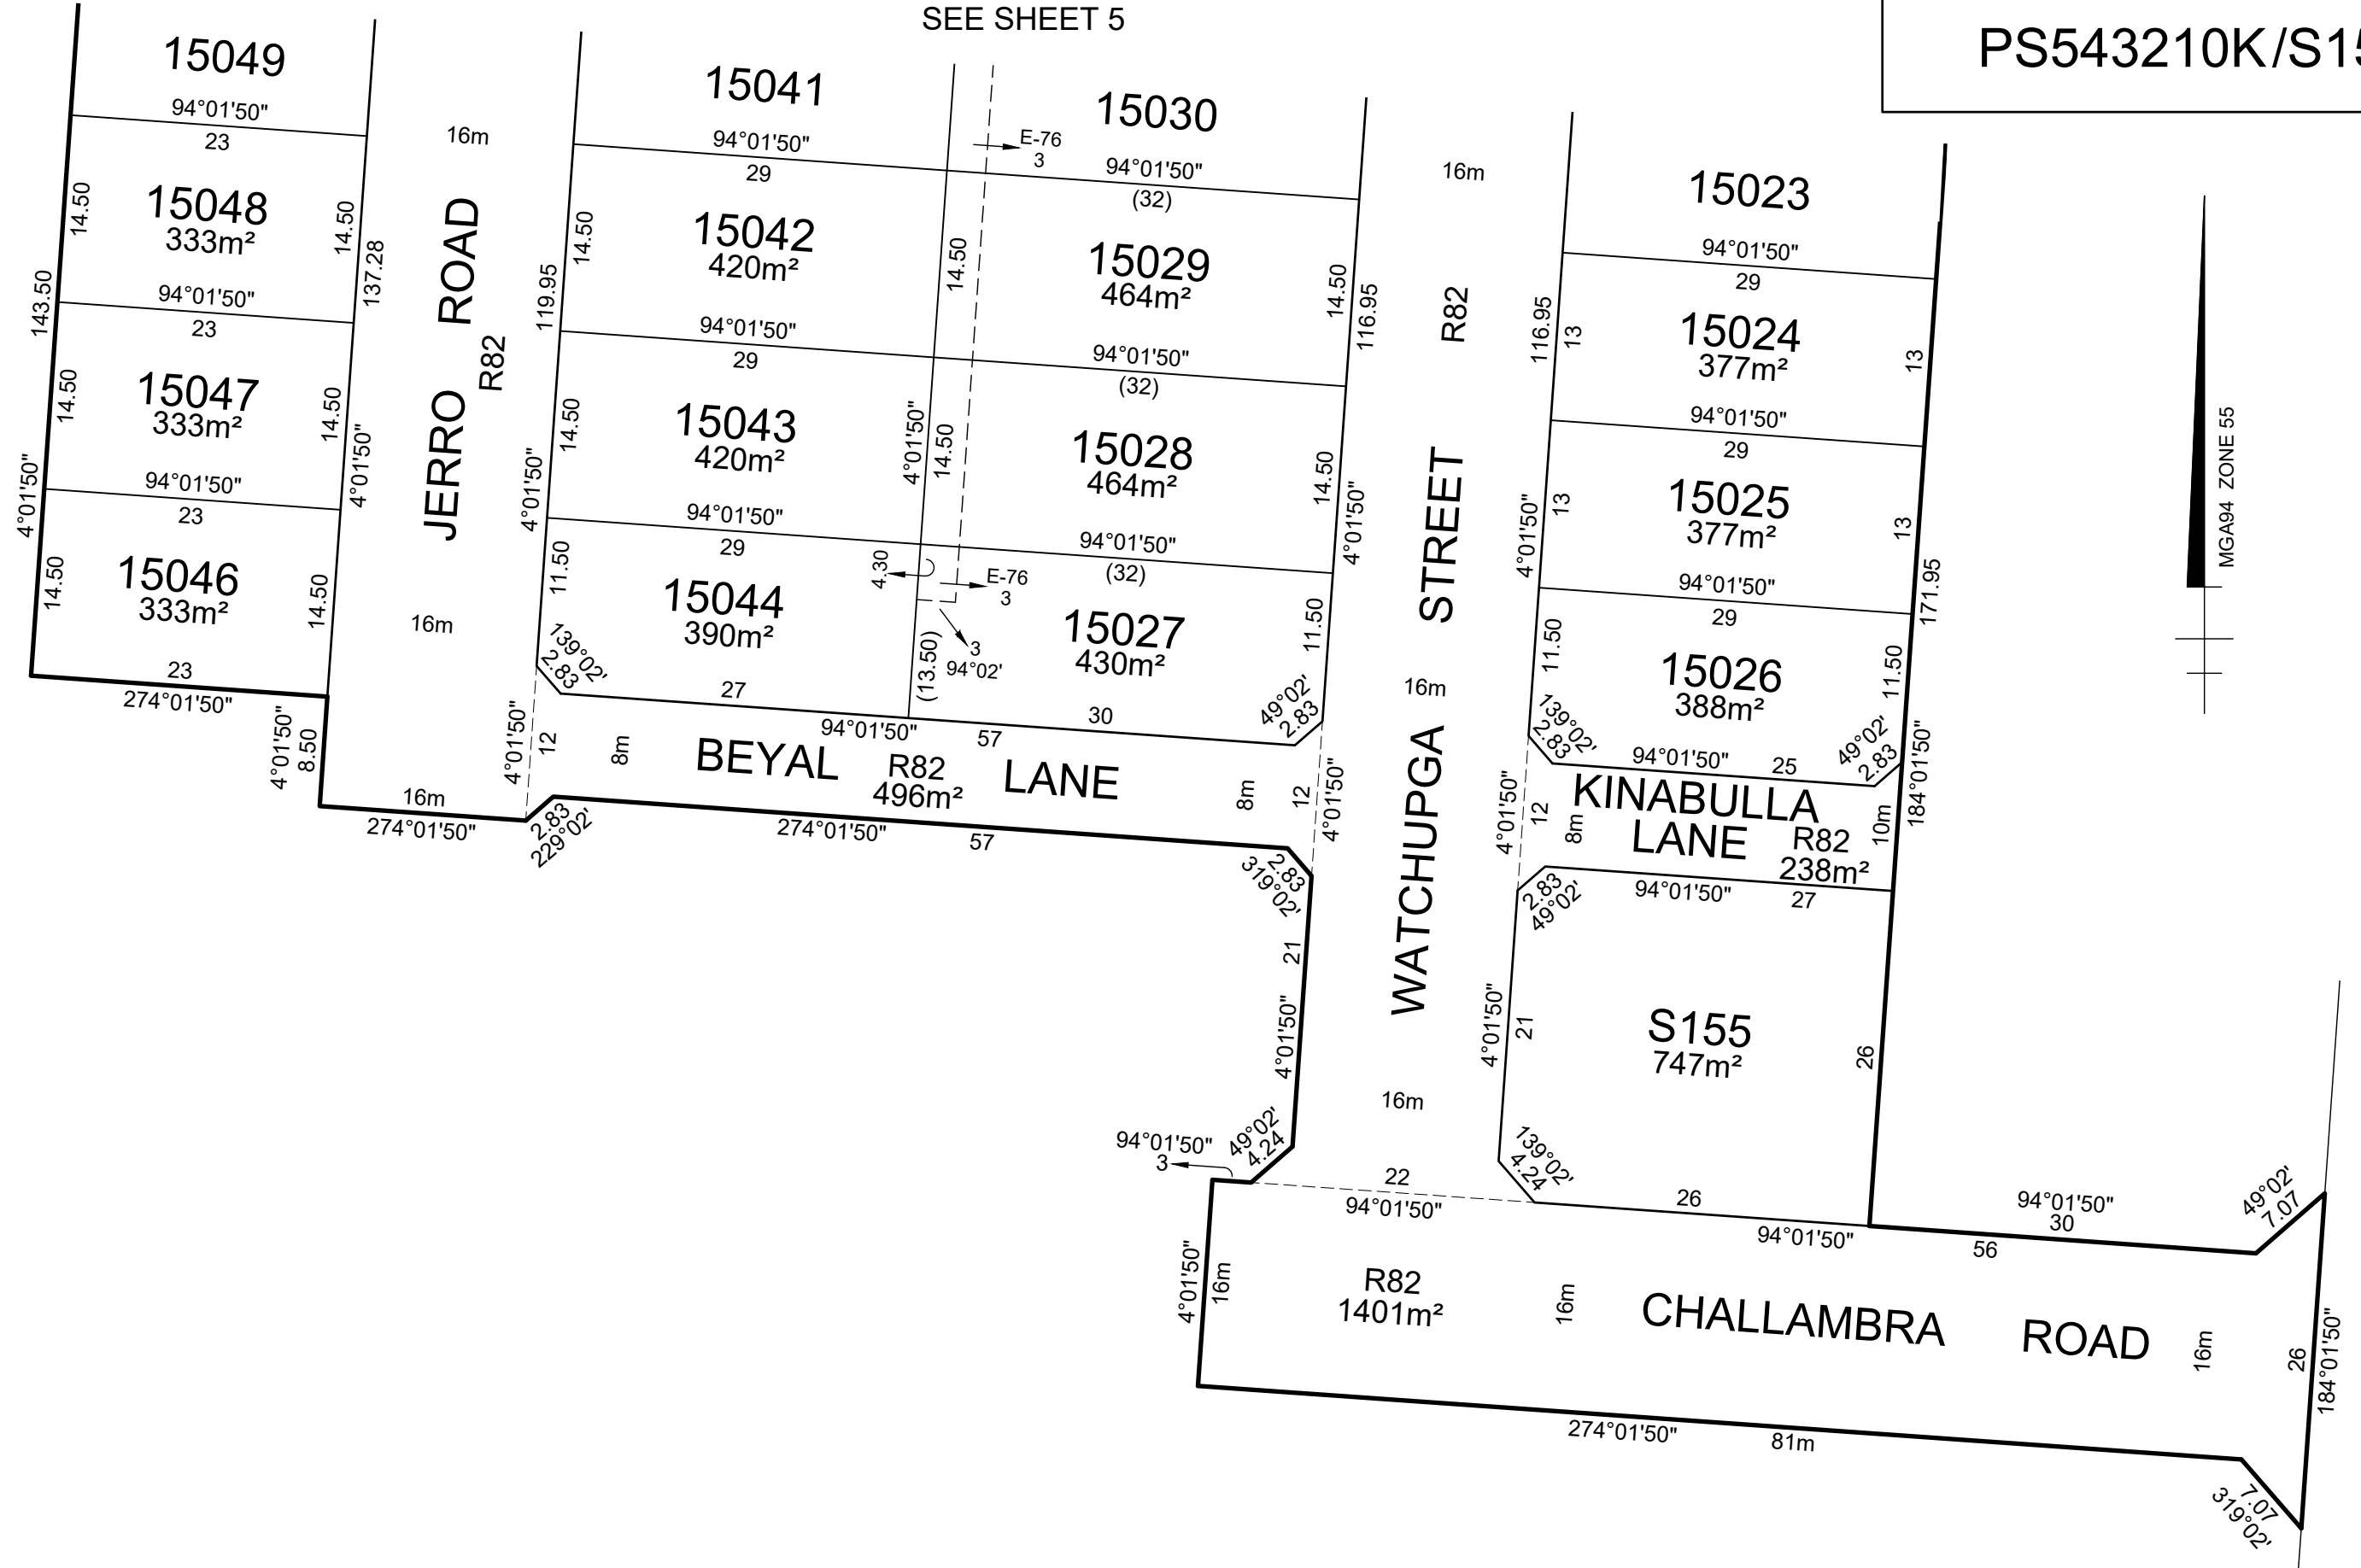 SEE SHEET 5
PS543210K/S15
15049
94°01'50"
23
15048
333m²
14.50
14.50
143.50
137.28
94°01'50"
23
15047
333m²
14.50
14.50
4°01'50"
4°01'50"
94°01'50"
23
15046
333m²
14.50
14.50
23
274°01'50"
4°01'50"
8.50
16m
JERRO ROAD
R82
16m
16m
274°01'50"
15041
94°01'50"
29
15042
420m²
14.50
14.50
119.95
94°01'50"
29
15043
420m²
14.50
14.50
4°01'50"
4°01'50"
94°01'50"
29
15044
390m²
11.50
4.30
139°02'
2.83
27
(13.50)
94°01'50"
57
4°01'50"
12
8m
BEYAL LANE
R82
496m²
8m
12
4°01'50"
2.83
229°02'
274°01'50"
57
2.83
319°02'
15030
E-76
3
94°01'50"
(32)
15029
464m²
14.50
116.95
94°01'50"
(32)
15028
464m²
14.50
4°01'50"
94°01'50"
(32)
E-76
3
15027
430m²
3
94°02'
11.50
30
49°02'
2.83
16m
R82
WATCHUPGA STREET
16m
16m
21
4°01'50"
49°02'
4.24
94°01'50"
3
22
94°01'50"
15023
94°01'50"
29
15024
377m²
116.95
13
13
94°01'50"
29
15025
377m²
13
13
4°01'50"
94°01'50"
29
171.95
15026
388m²
11.50
11.50
139°02'
2.83
94°01'50"
25
49°02'
2.83
184°01'50"
4°01'50"
12
8m
KINABULLA
LANE
R82
238m²
10m
2.83
49°02'
94°01'50"
27
S155
747m²
4°01'50"
21
26
139°02'
4.24
26
94°01'50"
56
94°01'50"
30
49°02'
7.07
4°01'50"
16m
R82
1401m²
16m
CHALLAMBRA ROAD
16m
26
184°01'50"
274°01'50"
81m
7.07
319°02'
MGA94 ZONE 55